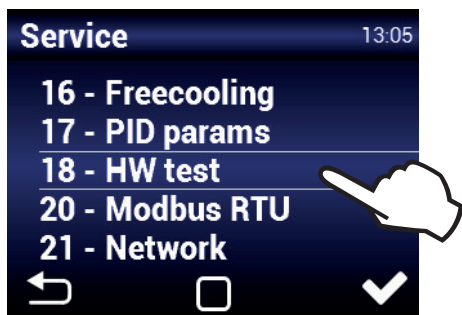 Service 13:05
16 - Freecooling
17 - PID params
18 - HW test
20 - Modbus RTU
21 - Network